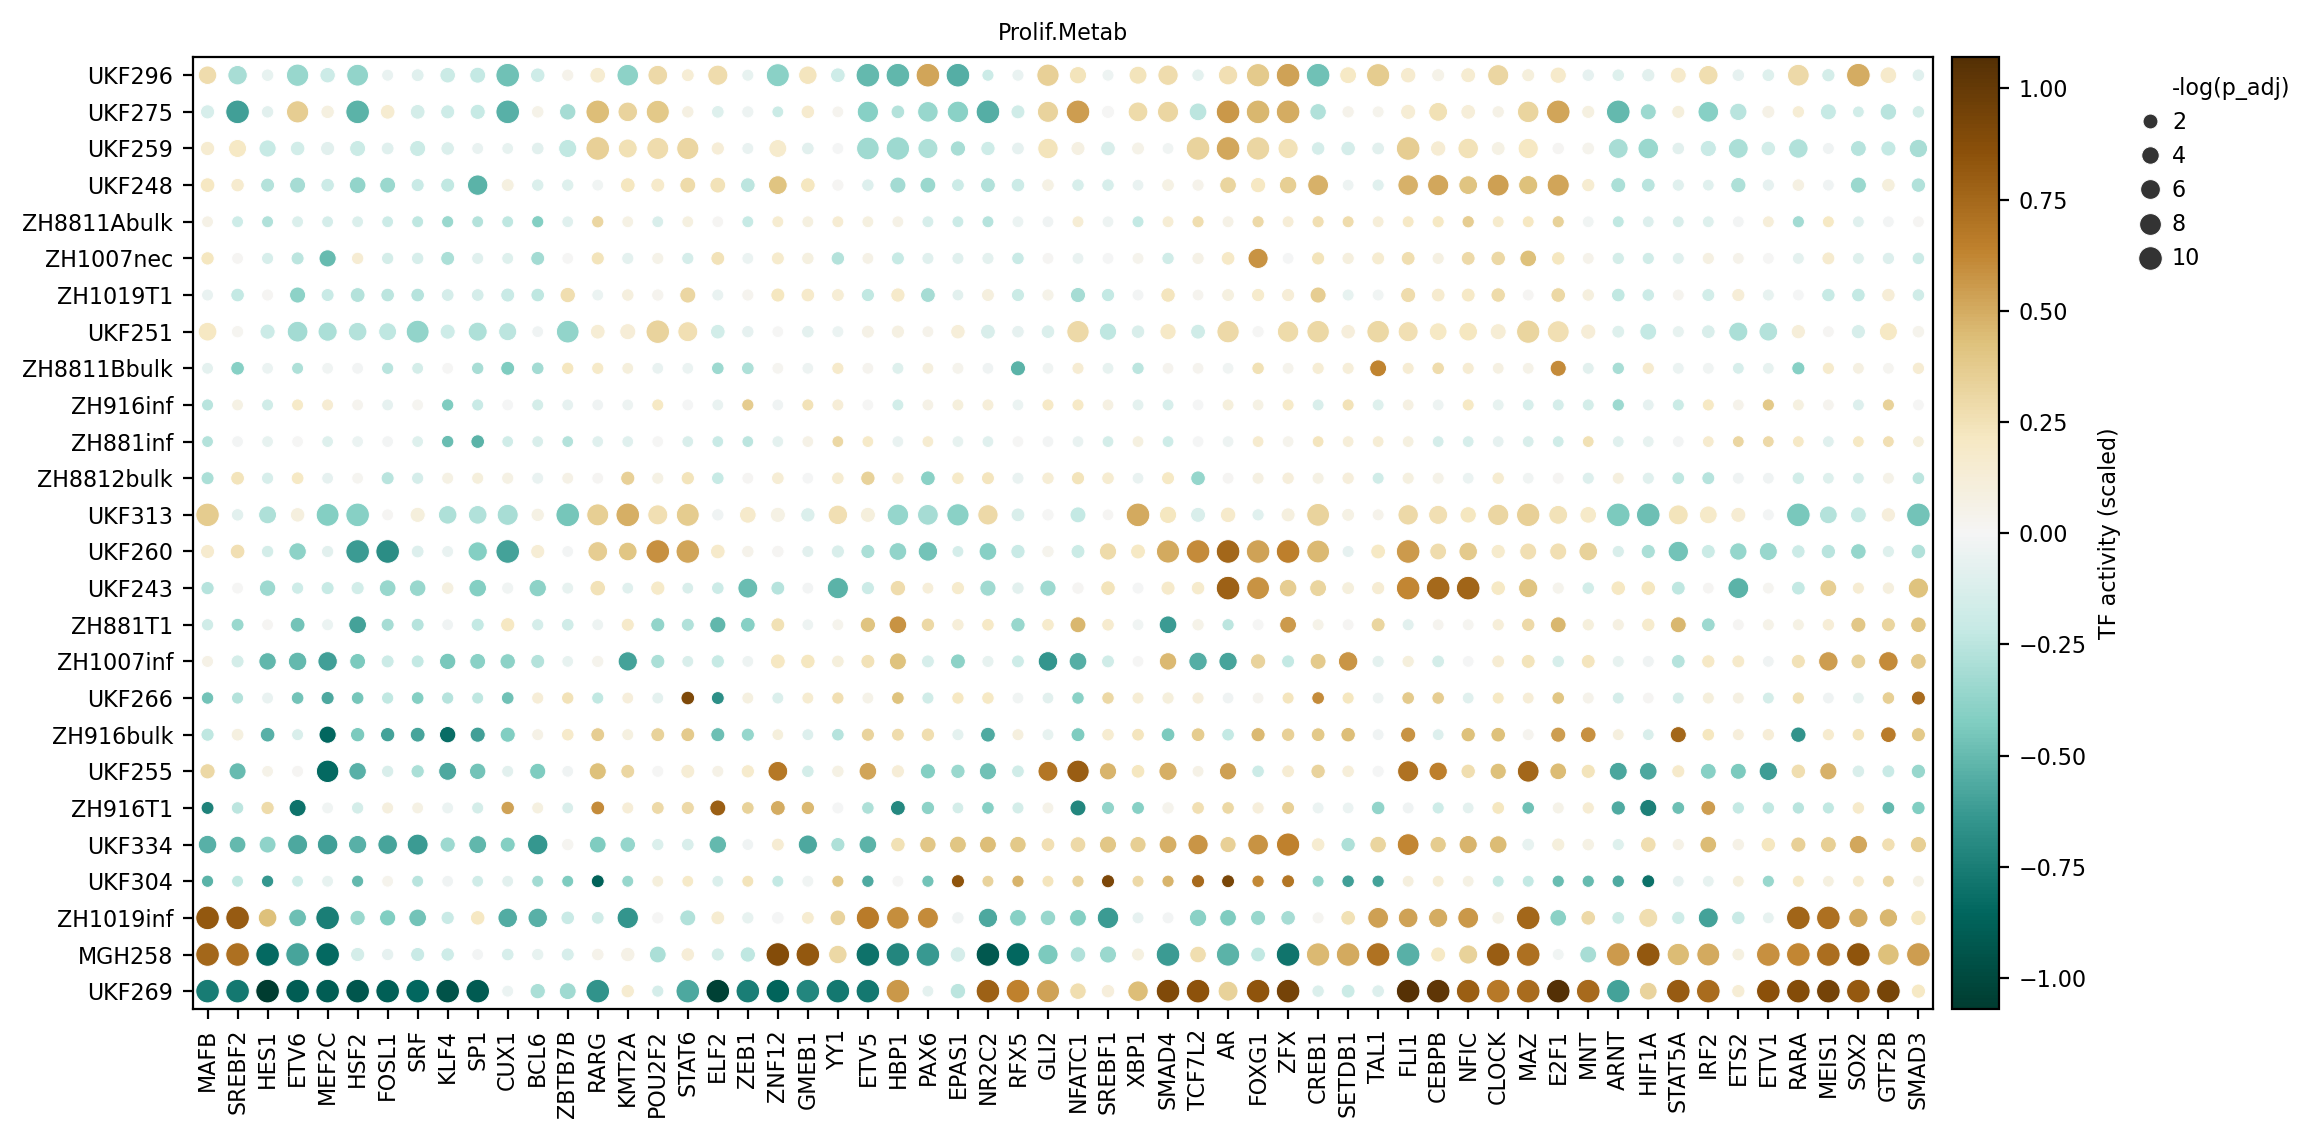 Prolif.Metab
UKF296
UKF275
UKF259
UKF248
ZH8811Abulk
ZH1007nec
ZH1019T1
UKF251
ZH8811Bbulk
ZH916inf
ZH881inf
ZH8812bulk
UKF313
UKF260
UKF243
ZH881T1
ZH1007inf
UKF266
ZH916bulk
UKF255
ZH916T1
UKF334
UKF304
ZH1019inf
MGH258
UKF269
MAFB
SREBF2
HES1
ETV6
MEF2C
HSF2
FOSL1
SRF
KLF4
SP1
CUX1
BCL6
ZBTB7B
RARG
KMT2A
POU2F2
STAT6
ELF2
ZEB1
ZNF12
GMEB1
YY1
ETV5
HBP1
PAX6
EPAS1
NR2C2
RFX5
GLI2
NFATC1
SREBF1
XBP1
SMAD4
TCF7L2
AR
FOXG1
ZFX
CREB1
SETDB1
TAL1
FLI1
CEBPB
NFIC
CLOCK
MAZ
E2F1
MNT
ARNT
HIF1A
STAT5A
IRF2
ETS2
ETV1
RARA
MEIS1
SOX2
GTF2B
SMAD3
1.00
0.75
0.50
0.25
0.00
−0.25
−0.50
−0.75
−1.00
TF activity (scaled)
-log(p_adj)
2
4
6
8
10